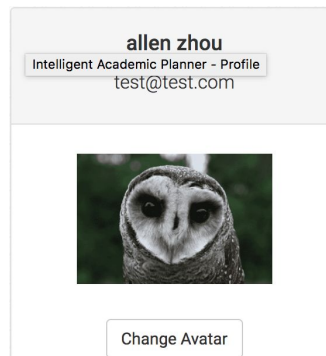 allen zhou
Intelligent Academic Planner - Profile
test@test.com
Change Avatar